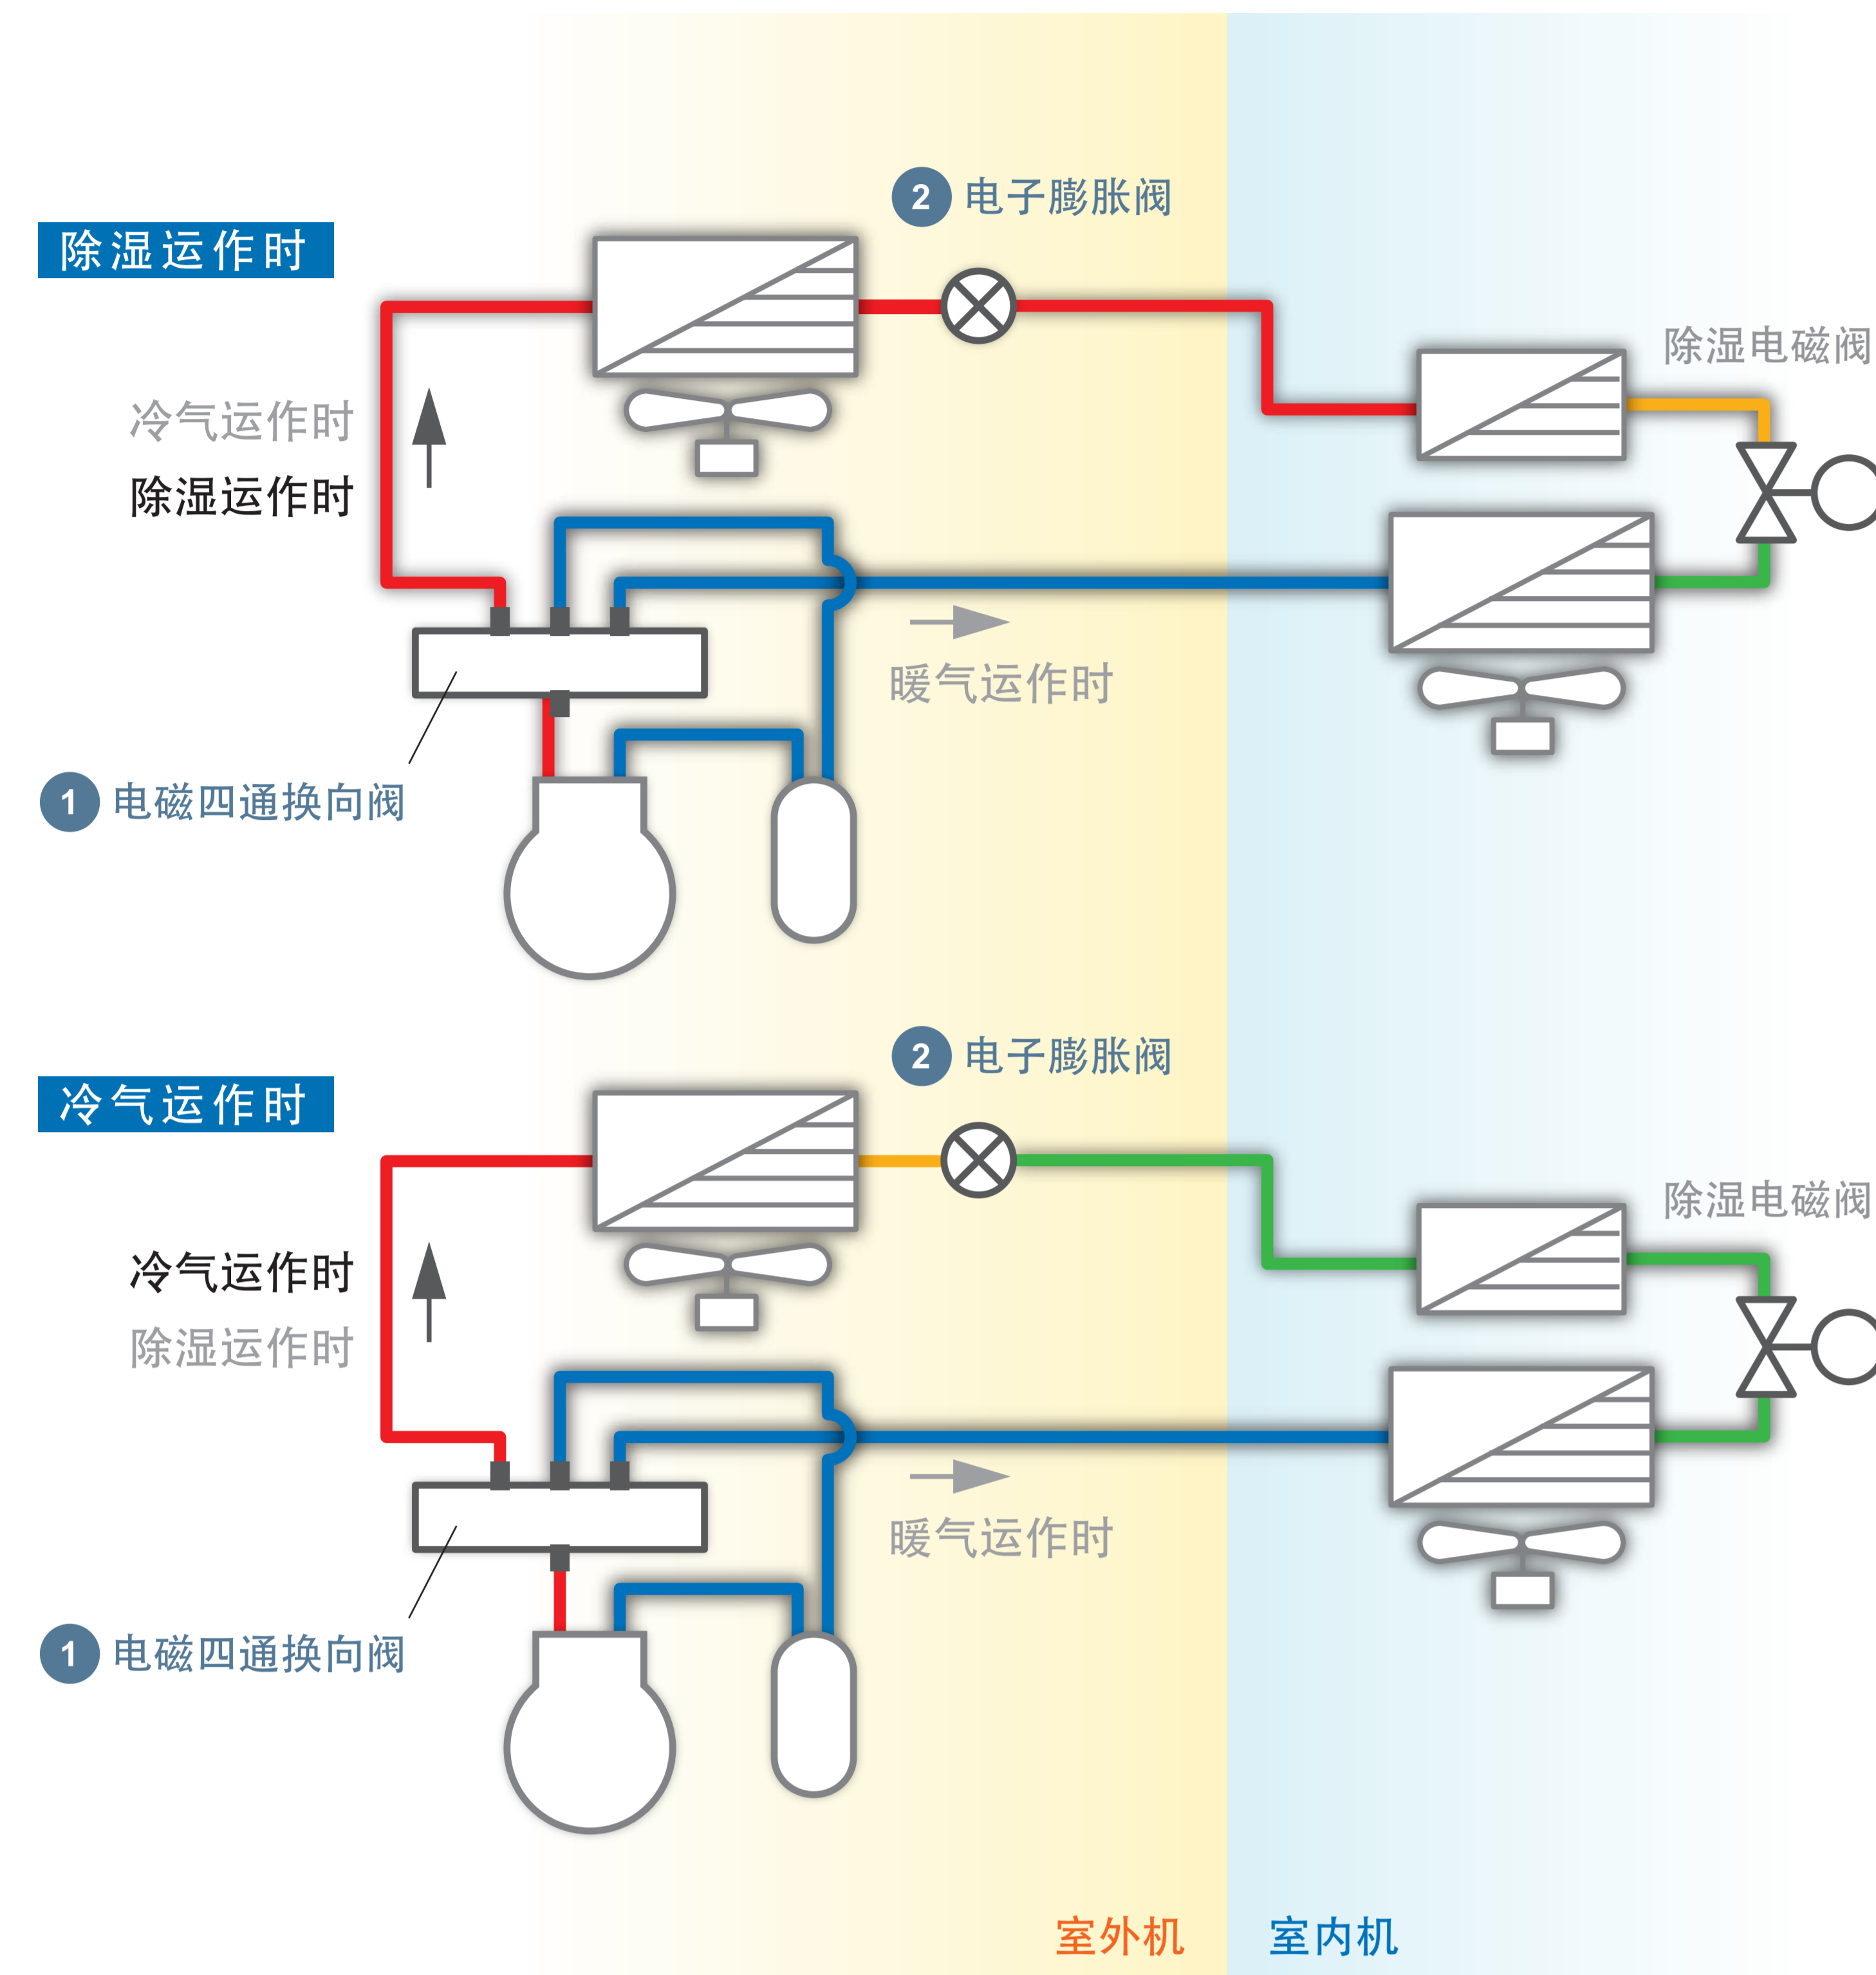 2 电子膨胀阀
除湿运作时
除湿电磁阀
冷气运作时
除湿运作时
暖气运作时
1 电磁四通换向阀
2 电子膨胀阀
冷气运作时
除湿电磁阀
冷气运作时
除湿运作时
暖气运作时
1 电磁四通换向阀
室外机 室内机